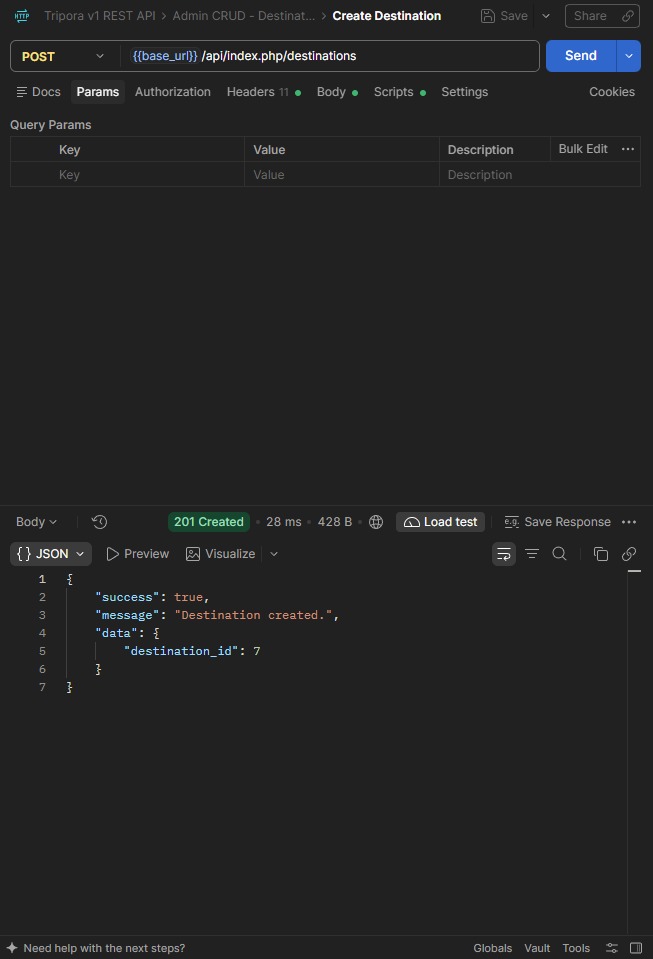 HTTP Tripora v1 REST API > Admin CRUD - Destinat... > Create Destination Save Share
POST {{base_url}} /api/index.php/destinations Send
Docs Params Authorization Headers 11 Body Scripts Settings Cookies
Query Params
Key Value Description Bulk Edit ...
Key Value Description
Body 201 Created • 28 ms • 428 B • Load test e.g. Save Response ...
{} JSON Preview Visualize
1 {
2 "success": true,
3 "message": "Destination created.",
4 "data": {
5 "destination_id": 7
6 }
7 }
Need help with the next steps? Globals Vault Tools